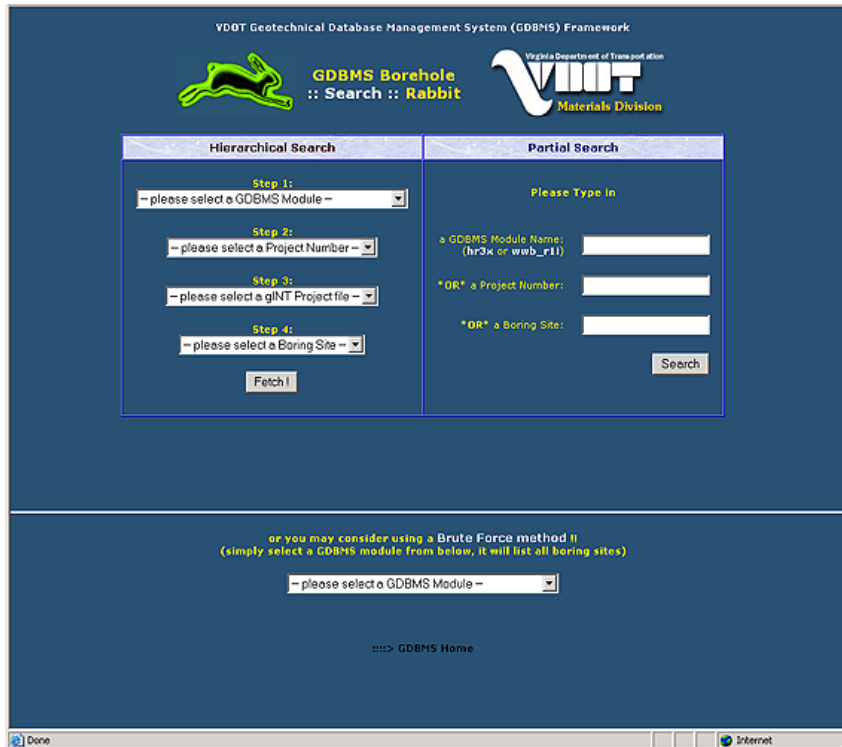 VDOT Geotechnical Database Management System (GDBMS) Framework
GDBMS Borehole
:: Search :: Rabbit
Virginia Department of Transportation
VDOT
Materials Division
Hierarchical Search
Step 1:
-- please select a GDBMS Module --
Step 2:
-- please select a Project Number --
Step 3:
-- please select a gINT Project file --
Step 4:
-- please select a Boring Site --
Fetch !
Partial Search
Please Type in
a GDBMS Module Name:
(hr3x or wwb_r1i)
*OR* a Project Number:
*OR* a Boring Site:
Search
or you may consider using a Brute Force method !!
(simply select a GDBMS module from below, it will list all boring sites)
-- please select a GDBMS Module --
::::> GDBMS Home
Done
Internet